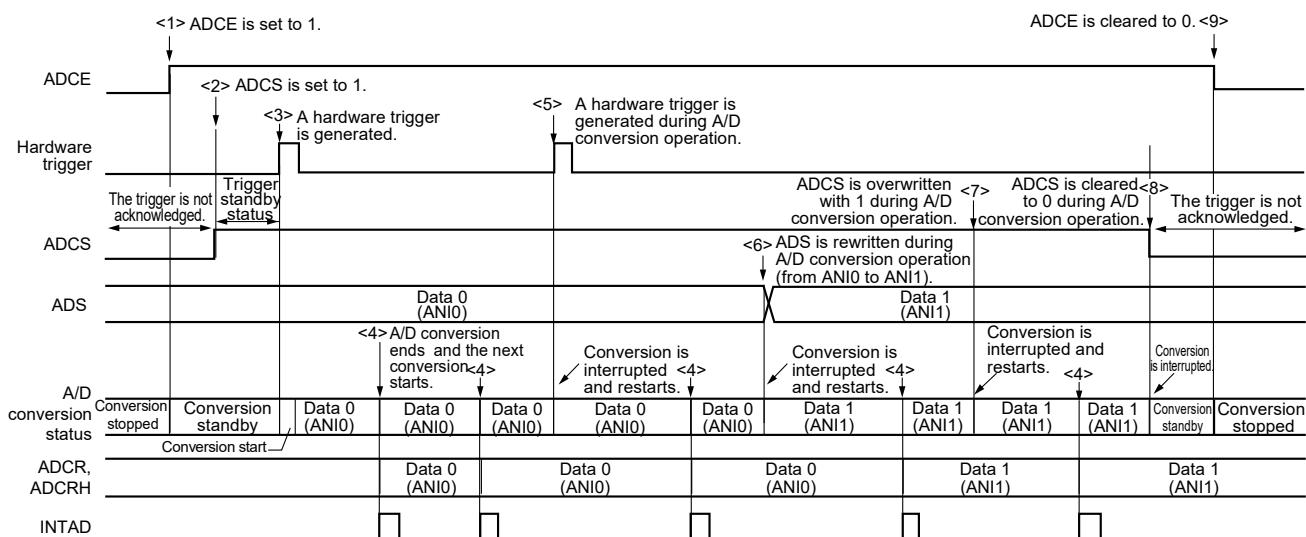 <1> ADCE is set to 1.
ADCE is cleared to 0. <9>
ADCE
<2> ADCS is set to 1.
<3> A hardware trigger
is generated.
<5> A hardware trigger is
generated during A/D
conversion operation.
Hardware
trigger
The trigger is not
acknowledged.
Trigger
standby
status
ADCS is overwritten
with 1 during A/D
conversion operation.
<7>
ADCS is cleared
to 0 during A/D
conversion operation.
<8>
The trigger is not
acknowledged.
ADCS
<6> ADS is rewritten during
A/D conversion operation
(from ANI0 to ANI1).
ADS
Data 0
(ANI0)
Data 1
(ANI1)
<4> A/D conversion
ends and the next
conversion
starts.
<4>
Conversion is
interrupted
and restarts.
<4>
Conversion is
interrupted
and restarts.
<4>
Conversion is
interrupted and
restarts.
<4>
Conversion
is interrupted.
A/D
conversion
status
Conversion
stopped
Conversion
standby
Conversion start
Data 0
(ANI0)
Data 0
(ANI0)
Data 0
(ANI0)
Data 0
(ANI0)
Data 0
(ANI0)
Data 1
(ANI1)
Data 1
(ANI1)
Data 1
(ANI1)
Data 1
(ANI1)
Conversion
standby
Conversion
stopped
ADCR,
ADCRH
Data 0
(ANI0)
Data 0
(ANI0)
Data 0
(ANI0)
Data 1
(ANI1)
Data 1
(ANI1)
INTAD